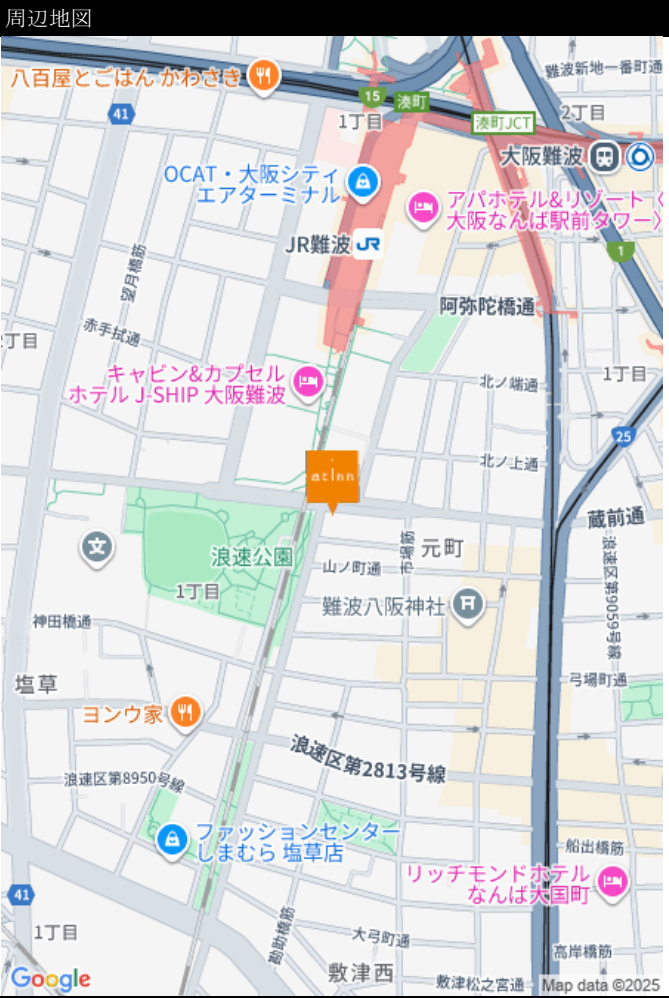 周辺地図
難波新地一番町通
八百屋とごはん かわさき
15
湊町
41
1丁目
湊町JCT
2丁目
大阪難波
OCAT・大阪シティ
エアターミナル
アパホテル&リゾート〈
大阪なんば駅前タワー〉
JR難波
JR
1
望月橋筋
阿弥陀橋通
赤手拭通
丁目
キャビン&カプセル
ホテル J-SHIP 大阪難波
北ノ端通
1丁目
25
北ノ上通
at inn
蔵前通
文
浪速公園
市場筋
元町
山ノ町通
浪速区第9059号線
1丁目
難波八阪神社
神田橋通
塩草
弓場町通
ヨンウ家
浪速区第2813号線
浪速区第8950号線
ファッションセンター
しまむら 塩草店
船出橋筋
リッチモンドホテル
なんば大国町
41
勘助橋筋
1丁目
大弓町通
高岸橋筋
敷津西
Google
敷津松之宮通
Map data ©2025